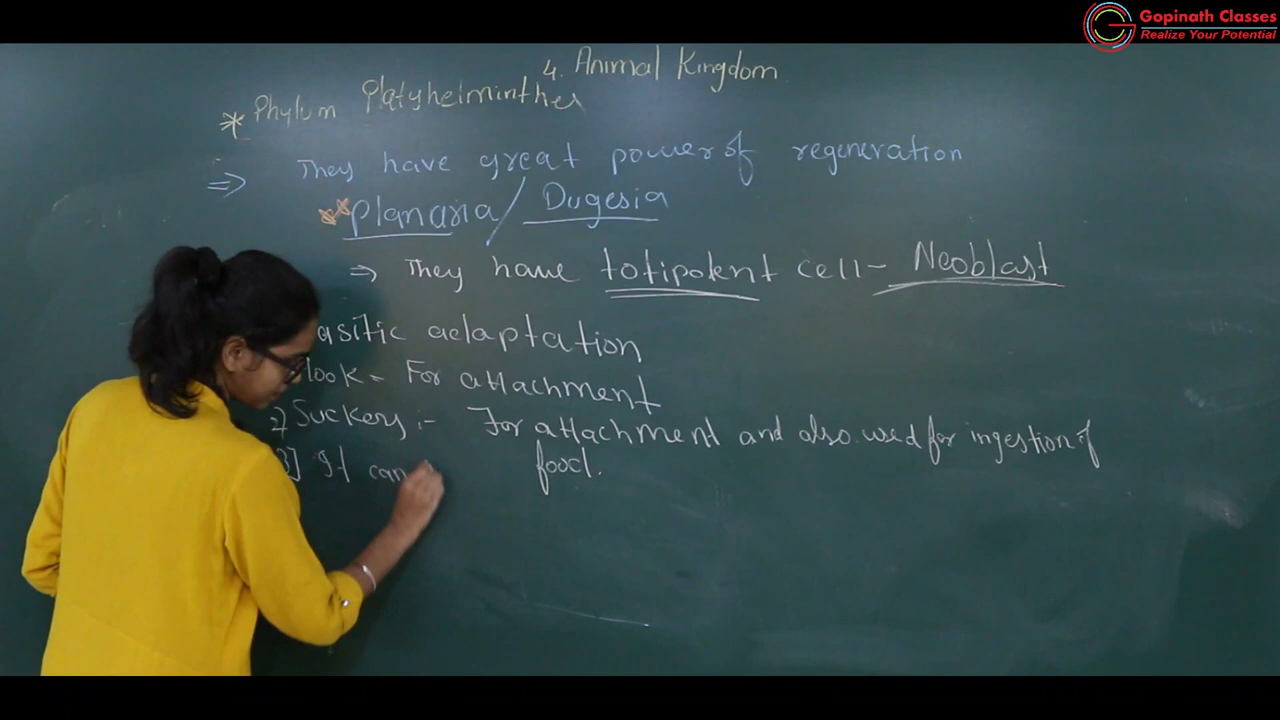 Gopinath Classes
Realize Your Potential
4. Animal Kingdom
* Phylum Platyhelminthes
⇒ They have great power of regeneration
Planaria / Dugesia
⇒ They have totipotent cell - Neoblast
asitic adaptation
ook - For attachment
2) Suckers :- For attachment and also used for ingestion of
food.
3] It can